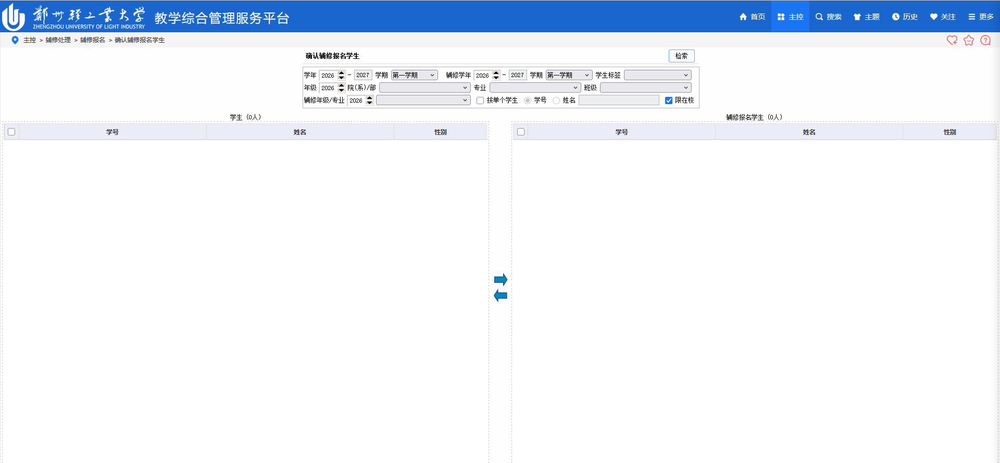 郑州轻工业大学
ZHENGZHOU UNIVERSITY OF LIGHT INDUSTRY
教学综合管理服务平台
首页 主控 搜索 主题 历史 关注 更多
主控 > 辅修处理 > 辅修报名 > 确认辅修报名学生
确认辅修报名学生 检索
学年 2026 - 2027 学期 第一学期 辅修学年 2026 - 2027 学期 第一学期 学生标签
年级 2026 院(系)/部 专业 班级
辅修年级/专业 2026 按单个学生 学号 姓名 限在校
学生（0人）
学号 姓名 性别
辅修报名学生（0人）
学号 姓名 性别